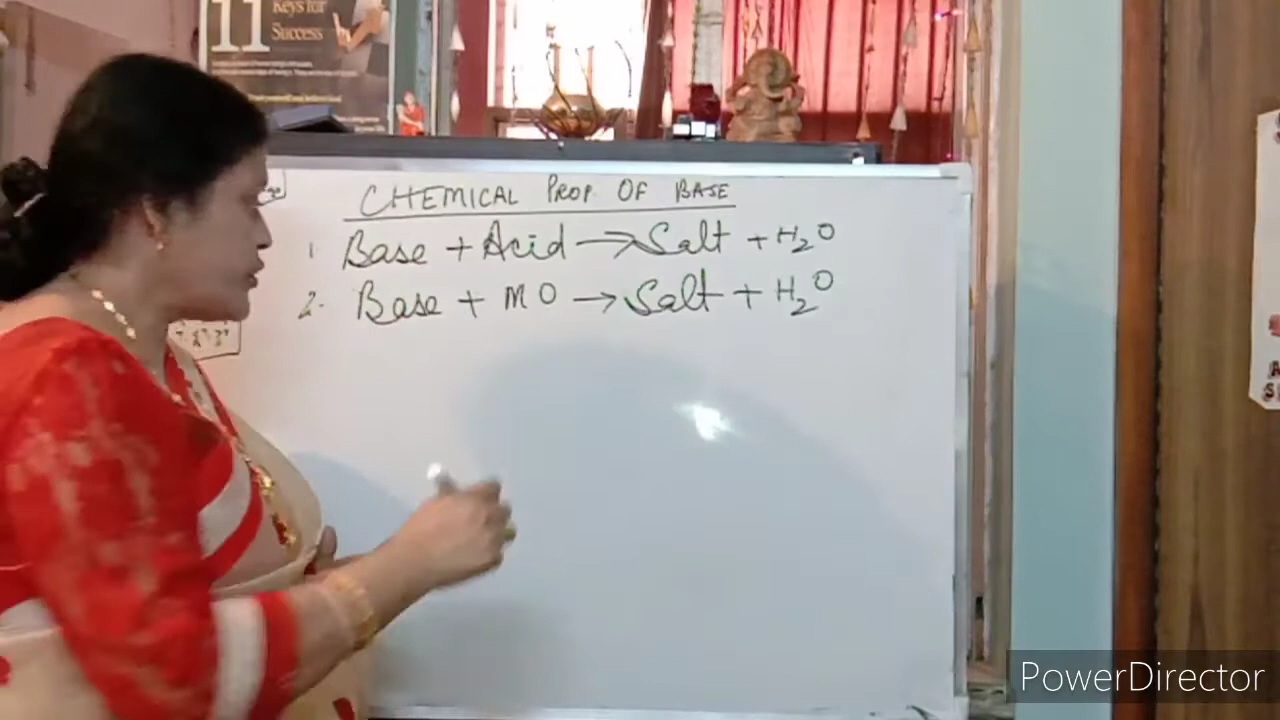 11 Keys for
Success
CHEMICAL PROP OF BASE
1. Base + Acid → Salt + H₂O
2. Base + MO → Salt + H₂O
PowerDirector